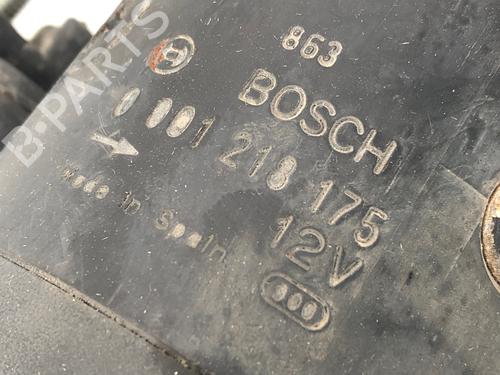 B-PARTS
863
BOSCH
0 001 218 175
12V
Made in Spain